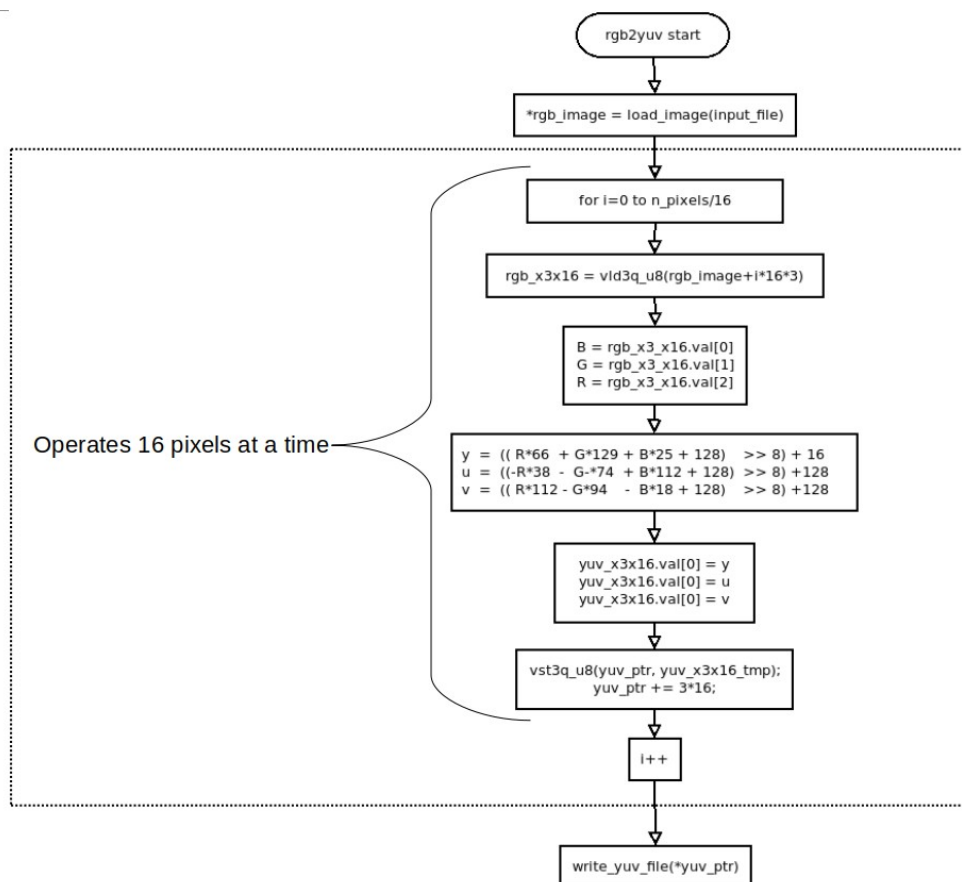 rgb2yuv start
*rgb_image = load_image(input_file)
for i=0 to n_pixels/16
rgb_x3x16 = vld3q_u8(rgb_image+i*16*3)
B = rgb_x3_x16.val[0]
G = rgb_x3_x16.val[1]
R = rgb_x3_x16.val[2]
Operates 16 pixels at a time
y = (( R*66 + G*129 + B*25 + 128) >> 8) + 16
u = ((-R*38 - G-*74 + B*112 + 128) >> 8) +128
v = (( R*112 - G*94 - B*18 + 128) >> 8) +128
yuv_x3x16.val[0] = y
yuv_x3x16.val[0] = u
yuv_x3x16.val[0] = v
vst3q_u8(yuv_ptr, yuv_x3x16_tmp);
yuv_ptr += 3*16;
i++
write_yuv_file(*yuv_ptr)